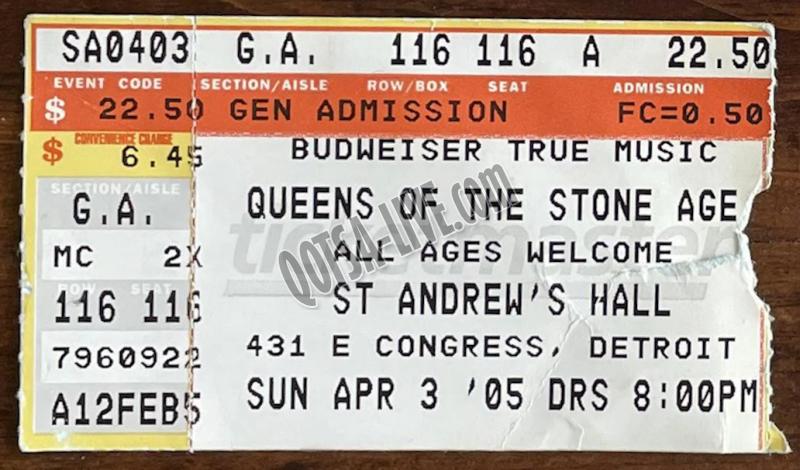 SA0403 G.A. 116 116 A 22.50
EVENT CODE SECTION/AISLE ROW/BOX SEAT ADMISSION
$ 22.50 GEN ADMISSION FC=0.50
CONVENIENCE CHARGE
$ 6.45
BUDWEISER TRUE MUSIC
SECTION/AISLE
G.A. QUEENS OF THE STONE AGE
MC 2X ALL AGES WELCOME
ticketmaster
QOTSA-LIVE.com
ROW SEAT
116 116 ST ANDREW'S HALL
7960922 431 E CONGRESS, DETROIT
A12FEB5 SUN APR 3 '05 DRS 8:00PM